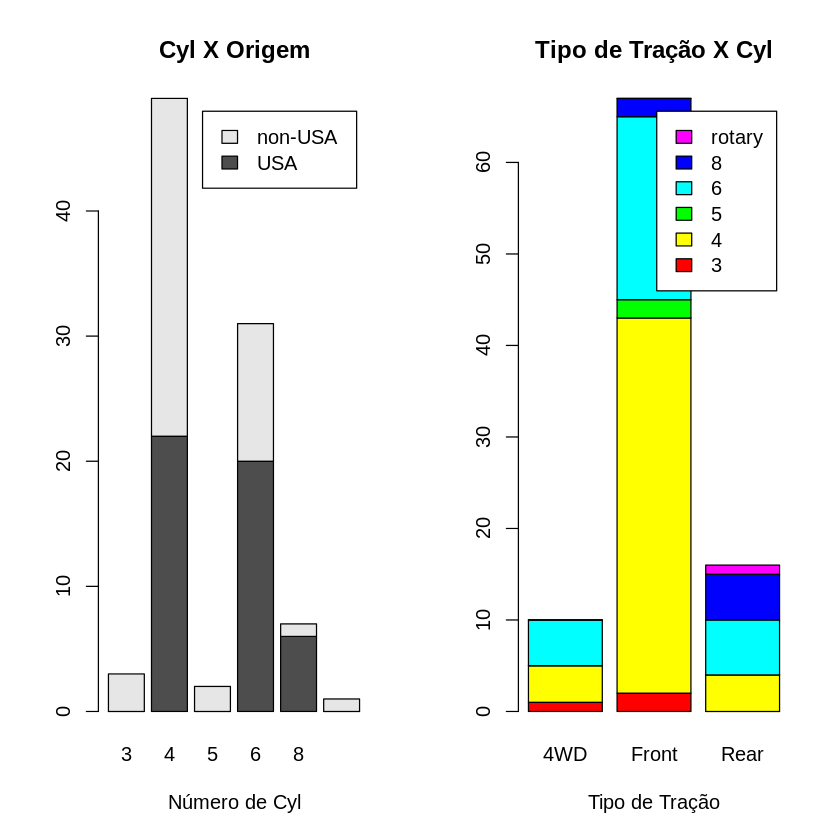 Cyl X Origem
non-USA
USA
40
30
20
10
0
3 4 5 6 8
Número de Cyl
Tipo de Tração X Cyl
rotary
8
6
5
4
3
60
50
40
30
20
10
0
4WD Front Rear
Tipo de Tração